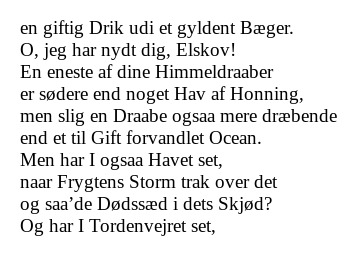 en giftig Drik udi et gyldent Bæger.
O, jeg har nydt dig, Elskov!
En eneste af dine Himmeldraaber
er sødere end noget Hav af Honning,
men slig en Draabe ogsaa mere dræbende
end et til Gift forvandlet Ocean.
Men har I ogsaa Havet set,
naar Frygtens Storm trak over det
og saa’de Dødssæd i dets Skjød?
Og har I Tordenvejret set,